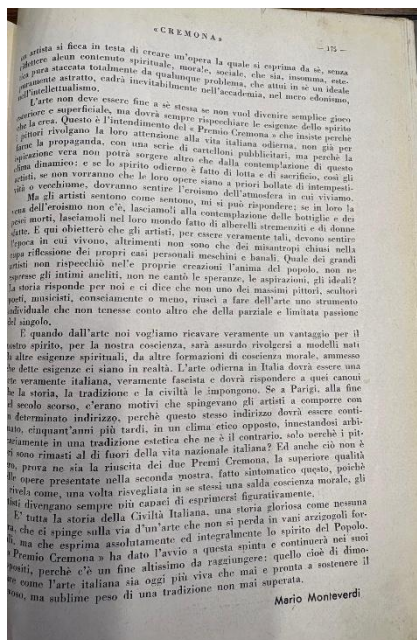 «CREMONA»
— 175 —
un artista si ficca in testa di creare un'opera la quale si esprima da sè, senza
riflettere alcun contenuto spirituale, morale, sociale, che sia, insomma, este-
tica pura staccata totalmente da qualunque problema, che attui in sè un ideale
puramente astratto, cadrà inevitabilmente nell'accademia, nel mero edonismo,
nell'intellettualismo.
L'arte non deve essere fine a sè stessa se non vuol divenire semplice gioco
esteriore e superficiale, ma dovrà sempre rispecchiare le esigenze dello spirito
che la crea. Questo è l'intendimento del « Premio Cremona » che insiste perchè
i pittori rivolgano la loro attenzione alla vita italiana odierna, non già per
farne la propaganda, con una serie di cartelloni pubblicitari, ma perchè la
ispirazione vera non potrà sorgere altro che dalla contemplazione di questo
clima dinamico: e se lo spirito odierno è fatto di lotta e di sacrificio, così gli
artisti, se non vorranno che le loro opere siano a priori bollate di intempesti-
vità o vecchiume, dovranno sentire l'eroismo dell'atmosfera in cui viviamo.
Ma gli artisti sentono come sentono, mi si può rispondere; se in loro la
vena dell'eroismo non c'è, lasciamoli alla contemplazione delle bottiglie e dei
pesci morti, lasciamoli nel loro mondo fatto di alberelli stremenziti e di donne
sfatte. E qui obietterò che gli artisti, per essere veramente tali, devono sentire
l'epoca in cui vivono, altrimenti non sono che dei misantropi chiusi nella
cupa riflessione dei propri casi personali meschini e banali. Quale dei grandi
artisti non rispecchiò nel'e proprie creazioni l'anima del popolo, non ne
espresse gli intimi aneliti, non ne cantò le speranze, le aspirazioni, gli ideali?
La storia risponde per noi e ci dice che non uno dei massimi pittori, scultori
poeti, musicisti, consciamente o meno, riuscì a fare dell'arte uno strumento
individuale che non tenesse conto altro che della parziale e limitata passione
del singolo.
E quando dall'arte noi vogliamo ricavare veramente un vantaggio per il
nostro spirito, per la nostra coscienza, sarà assurdo rivolgersi a modelli nati
da altre esigenze spirituali, da altre formazioni di coscienza morale, ammesso
che dette esigenze ci siano in realtà. L'arte odierna in Italia dovrà essere una
arte veramente italiana, veramente fascista e dovrà rispondere a quei canoni
che la storia, la tradizione e la civiltà le impongono. Se a Parigi, alla fine
del secolo scorso, c'erano motivi che spingevano gli artisti a comporre con
un determinato indirizzo, perchè questo stesso indirizzo dovrà essere conti-
nuato, cinquant'anni più tardi, in un clima etico opposto, innestandosi arbi-
trariamente in una tradizione estetica che ne è il contrario, solo perchè i pit-
tori sono rimasti al di fuori della vita nazionale italiana? Ed anche ciò non è
vero, prova ne sia la riuscita dei due Premi Cremona, la superiore qualità
delle opere presentate nella seconda mostra, fatto sintomatico questo, poichè
rivela come, una volta risvegliata in se stessi una salda coscienza morale, gli
artisti divengano sempre più capaci di esprimersi figurativamente.
E' tutta la storia della Civiltà Italiana, una storia gloriosa come nessuna
altra, che ci spinge sulla via d'un'arte che non si perda in vani arzigogoli for-
mali, ma che esprima assolutamente ed integralmente lo spirito del Popolo.
Il « Premio Cremona » ha dato l'avvio a questa spinta e continuerà nei suoi
propositi, perchè c'è un fine altissimo da raggiungere: quello cioè di dimo-
strare come l'arte italiana sia oggi più viva che mai e pronta a sostenere il
ma sublime peso di una tradizione non mai superata.
Mario Monteverdi